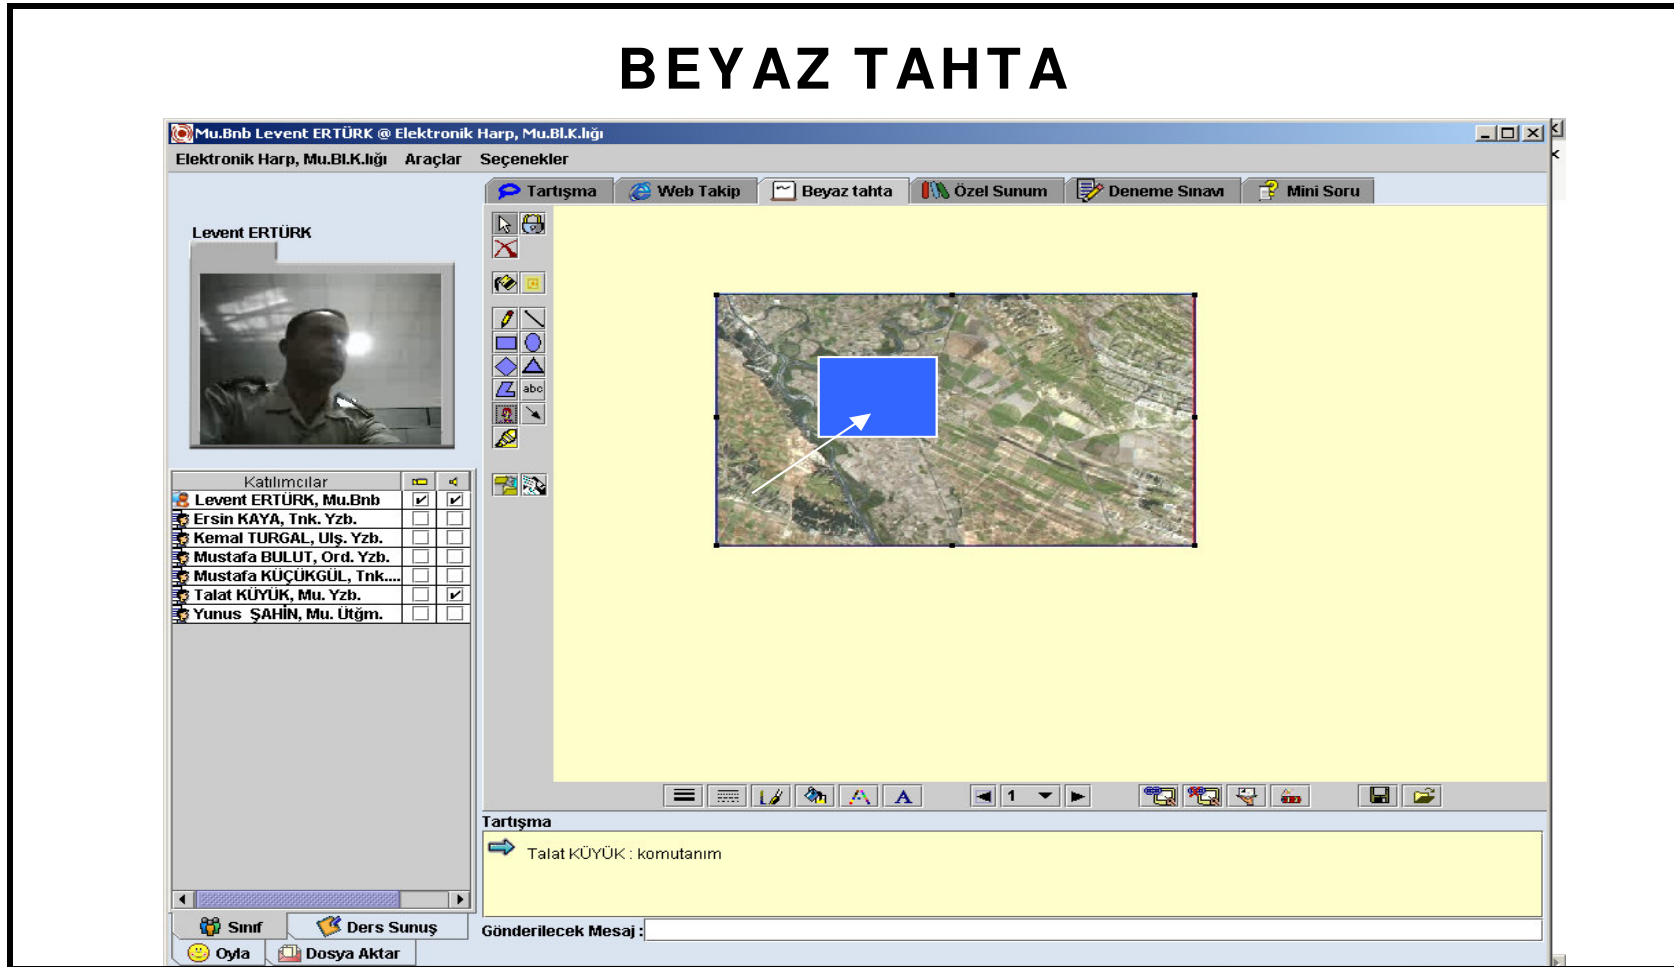 BEYAZ TAHTA
Mu.Bnb Levent ERTÜRK @ Elektronik Harp, Mu.Bl.K.lığı
Elektronik Harp, Mu.Bl.K.lığı Araçlar Seçenekler
Tartışma Web Takip Beyaz tahta Özel Sunum Deneme Sınavı Mini Soru
Levent ERTÜRK
abc
Katılımcılar
Levent ERTÜRK, Mu.Bnb
Ersin KAYA, Tnk. Yzb.
Kemal TURGAL, Ulş. Yzb.
Mustafa BULUT, Ord. Yzb.
Mustafa KÜÇÜKGÜL, Tnk....
Talat KÜYÜK, Mu. Yzb.
Yunus ŞAHİN, Mu. Ütğm.
A 1
Tartışma
Talat KÜYÜK : komutanım
Gönderilecek Mesaj :
Sınıf Ders Sunuş
Oyla Dosya Aktar